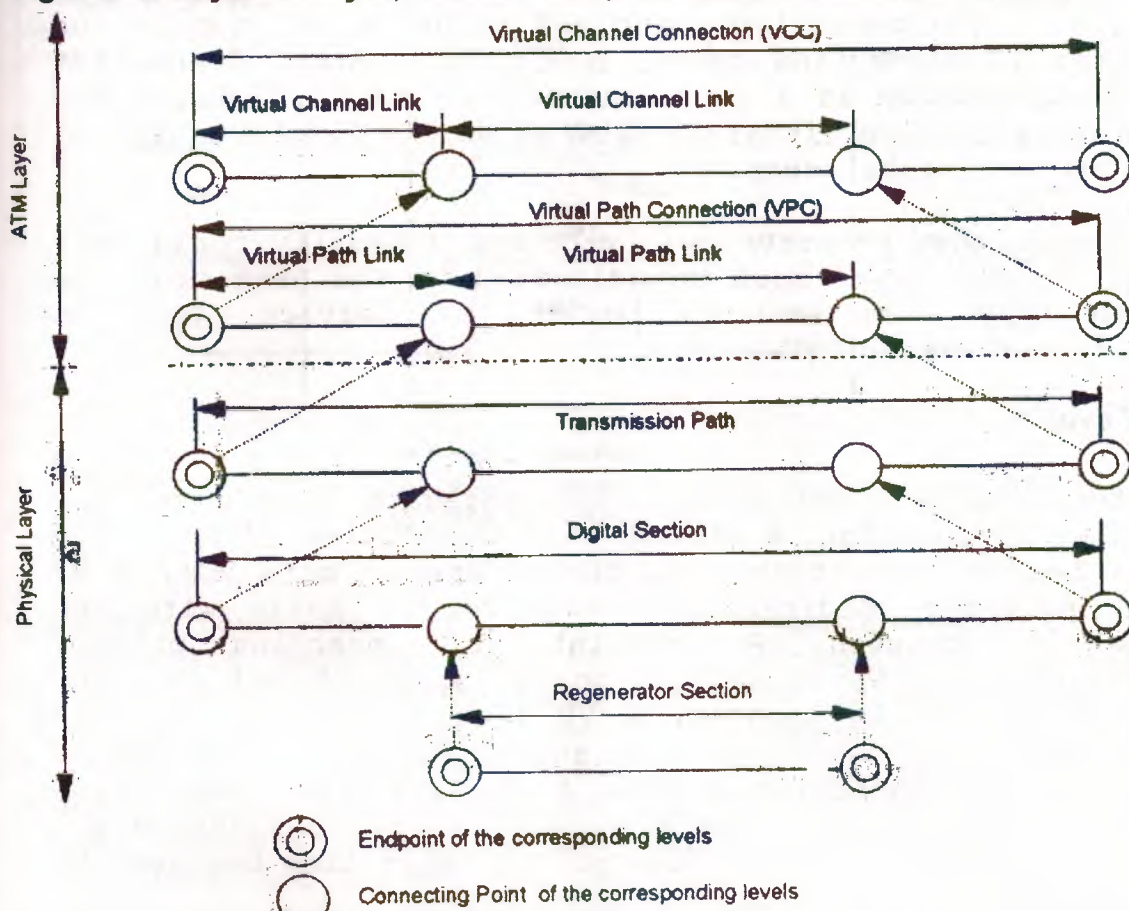 Virtual Channel Connection (VCC)
Virtual Channel Link
Virtual Channel Link
ATM Layer
Virtual Path Connection (VPC)
Virtual Path Link
Virtual Path Link
Transmission Path
Physical Layer
Digital Section
Regenerator Section
Endpoint of the corresponding levels
Connecting Point of the corresponding levels